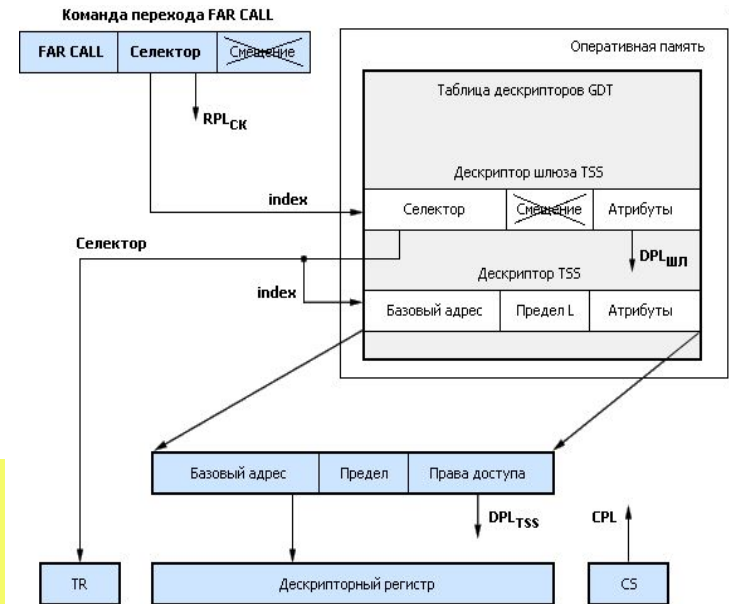 Команда перехода FAR CALL
FAR CALL Селектор Смещение
Оперативная память
Таблица дескрипторов GDT
RPLСК
Дескриптор шлюза TSS
index
Селектор Смещение Атрибуты
Селектор
DPLШЛ
Дескриптор TSS
index
Базовый адрес Предел L Атрибуты
Базовый адрес Предел Права доступа
DPLTSS
CPL
TR Дескрипторный регистр CS